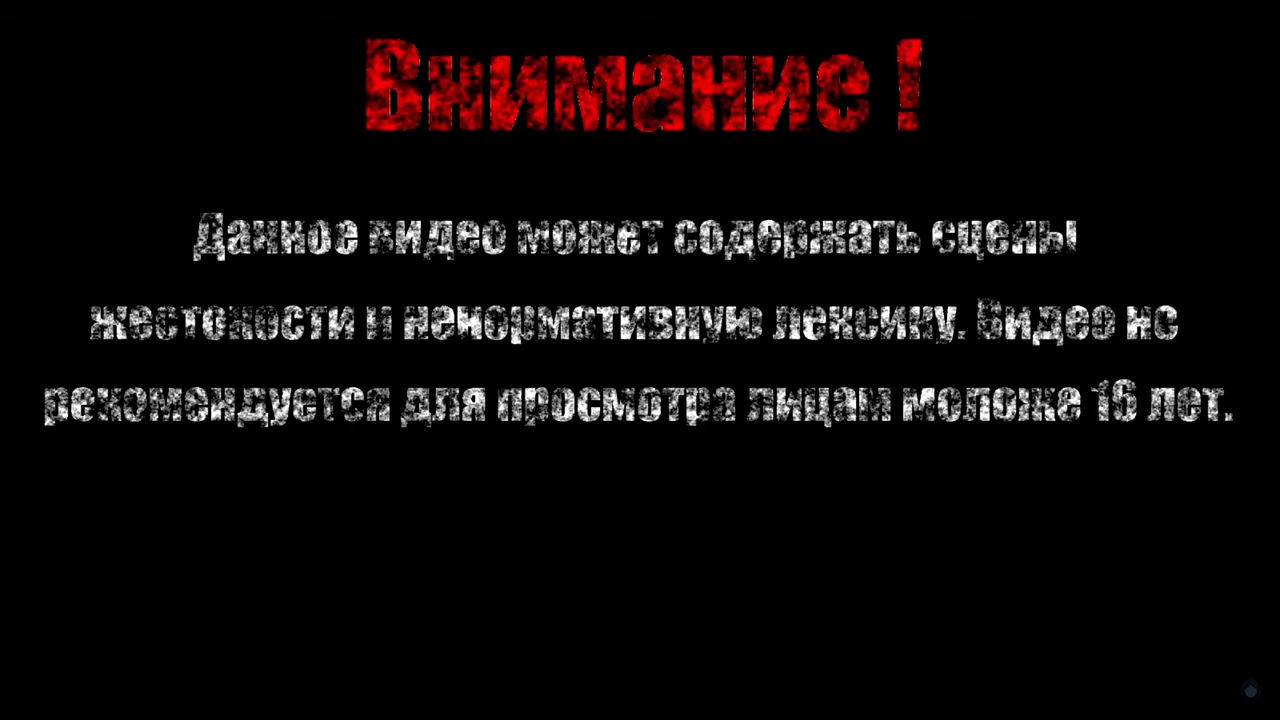 Внимание !
Данное видео может содержать сцены
жестокости и ненормативную лексику. Видео не
рекомендуется для просмотра лицам моложе 16 лет.